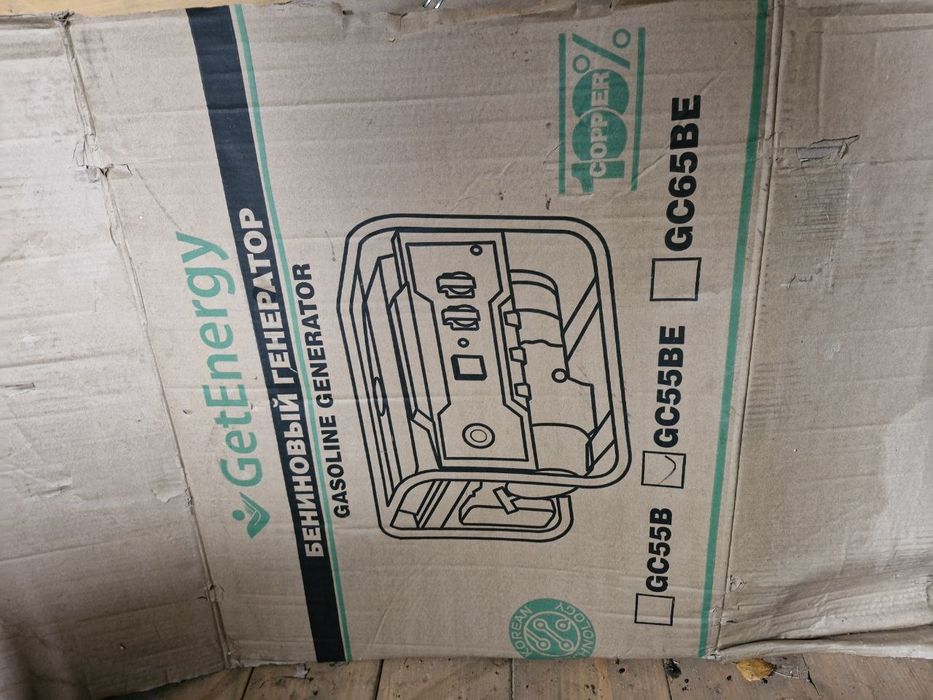 GetEnergy
БЕНИНОВЫЙ ГЕНЕРАТОР
GASOLINE GENERATOR
100%
COPPER
KOREAN
GC55B
GC55BE
GC65BE